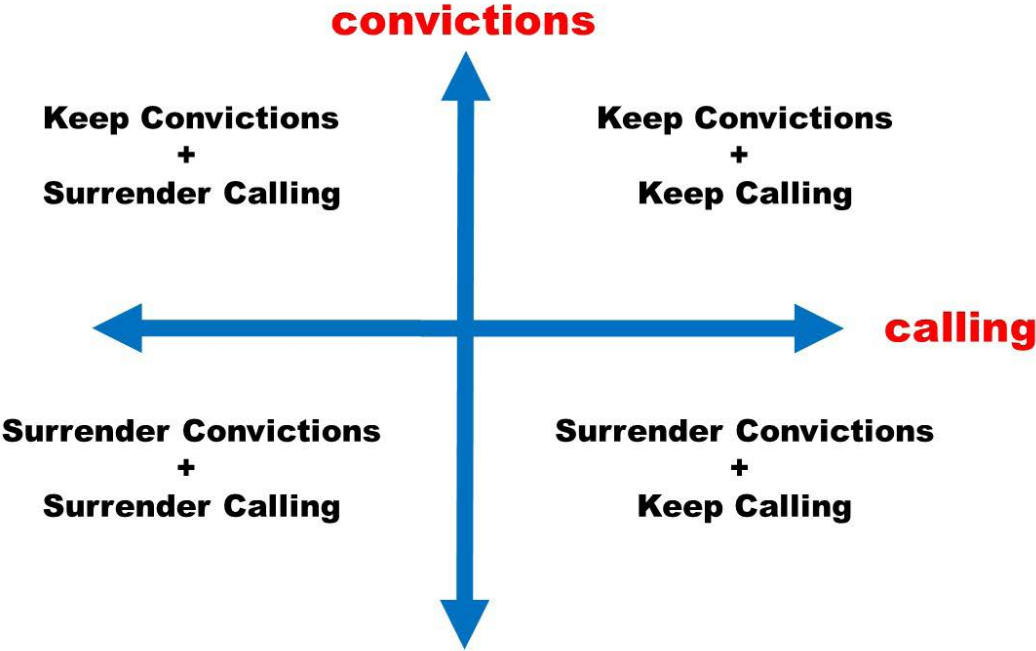 convictions
Keep Convictions
+
Surrender Calling
Keep Convictions
+
Keep Calling
calling
Surrender Convictions
+
Surrender Calling
Surrender Convictions
+
Keep Calling